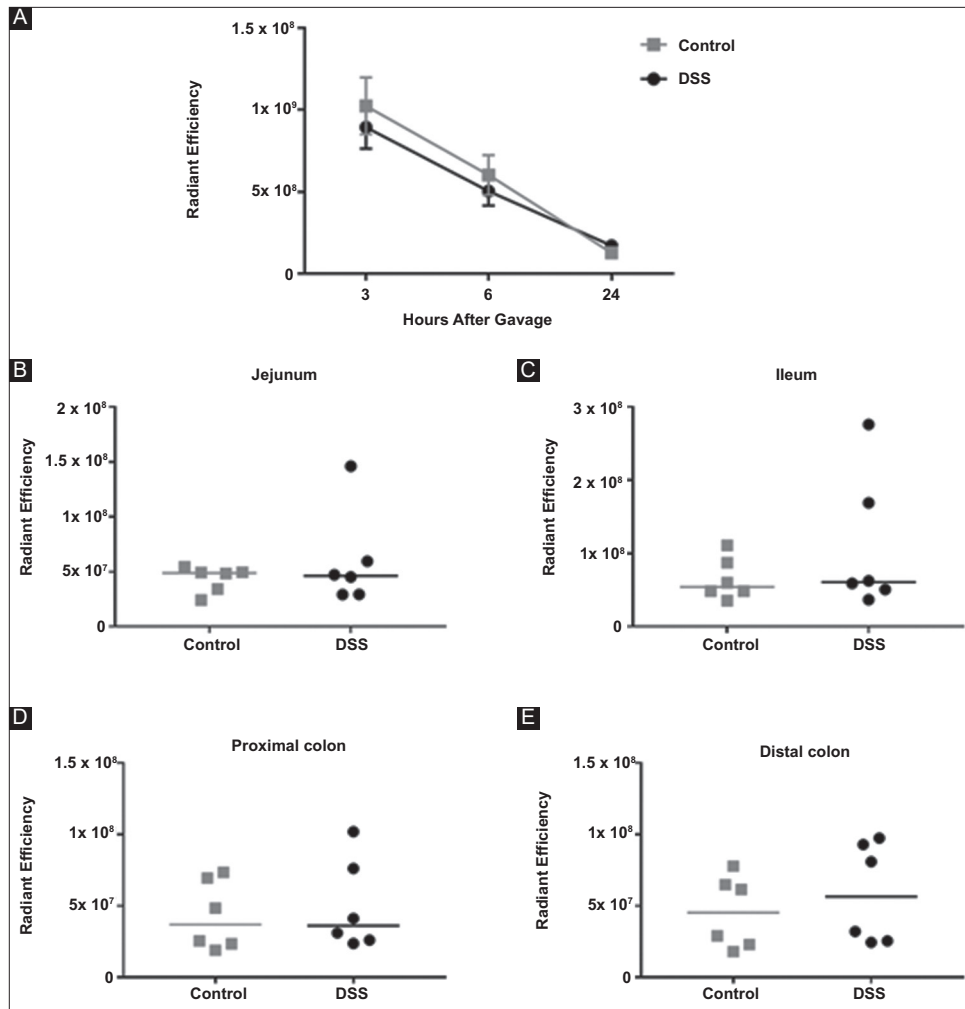 A
1.5 x 10⁸
1x 10⁹
5x 10⁸
0
Radiant Efficiency
Control
DSS
3
6
24
Hours After Gavage
B
Jejunum
2 x 10⁸
1.5 x 10⁸
1x 10⁸
5x 10⁷
0
Radiant Efficiency
Control
DSS
C
Ileum
3 x 10⁸
2 x 10⁸
1x 10⁸
0
Radiant Efficiency
Control
DSS
D
Proximal colon
1.5 x 10⁸
1x 10⁸
5x 10⁷
0
Radiant Efficiency
Control
DSS
E
Distal colon
1.5 x 10⁸
1x 10⁸
5x 10⁷
0
Radiant Efficiency
Control
DSS